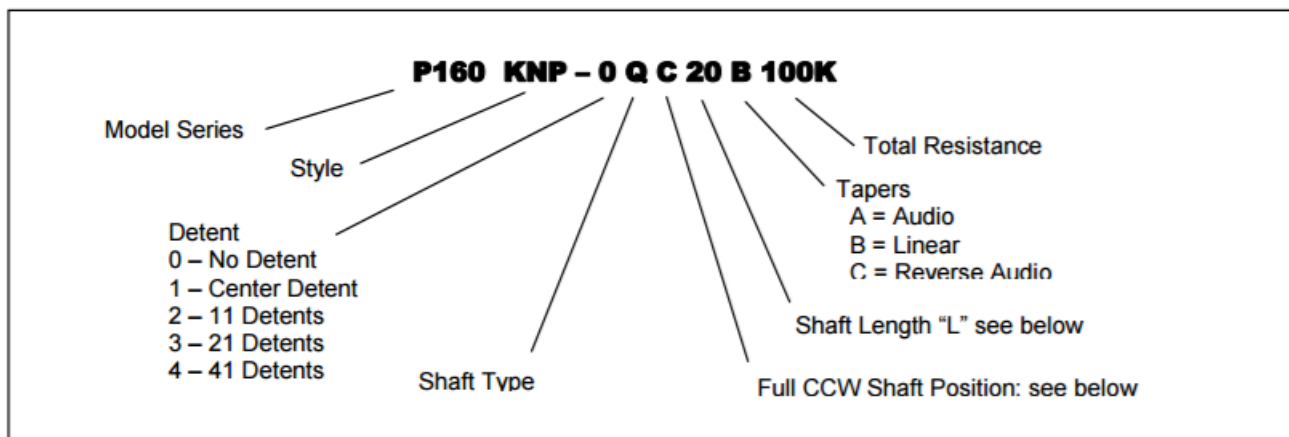 P160 KNP – 0 Q C 20 B 100K
Model Series
Style
Detent
0 – No Detent
1 – Center Detent
2 – 11 Detents
3 – 21 Detents
4 – 41 Detents
Shaft Type
Total Resistance
Tapers
A = Audio
B = Linear
C = Reverse Audio
Shaft Length “L” see below
Full CCW Shaft Position: see below